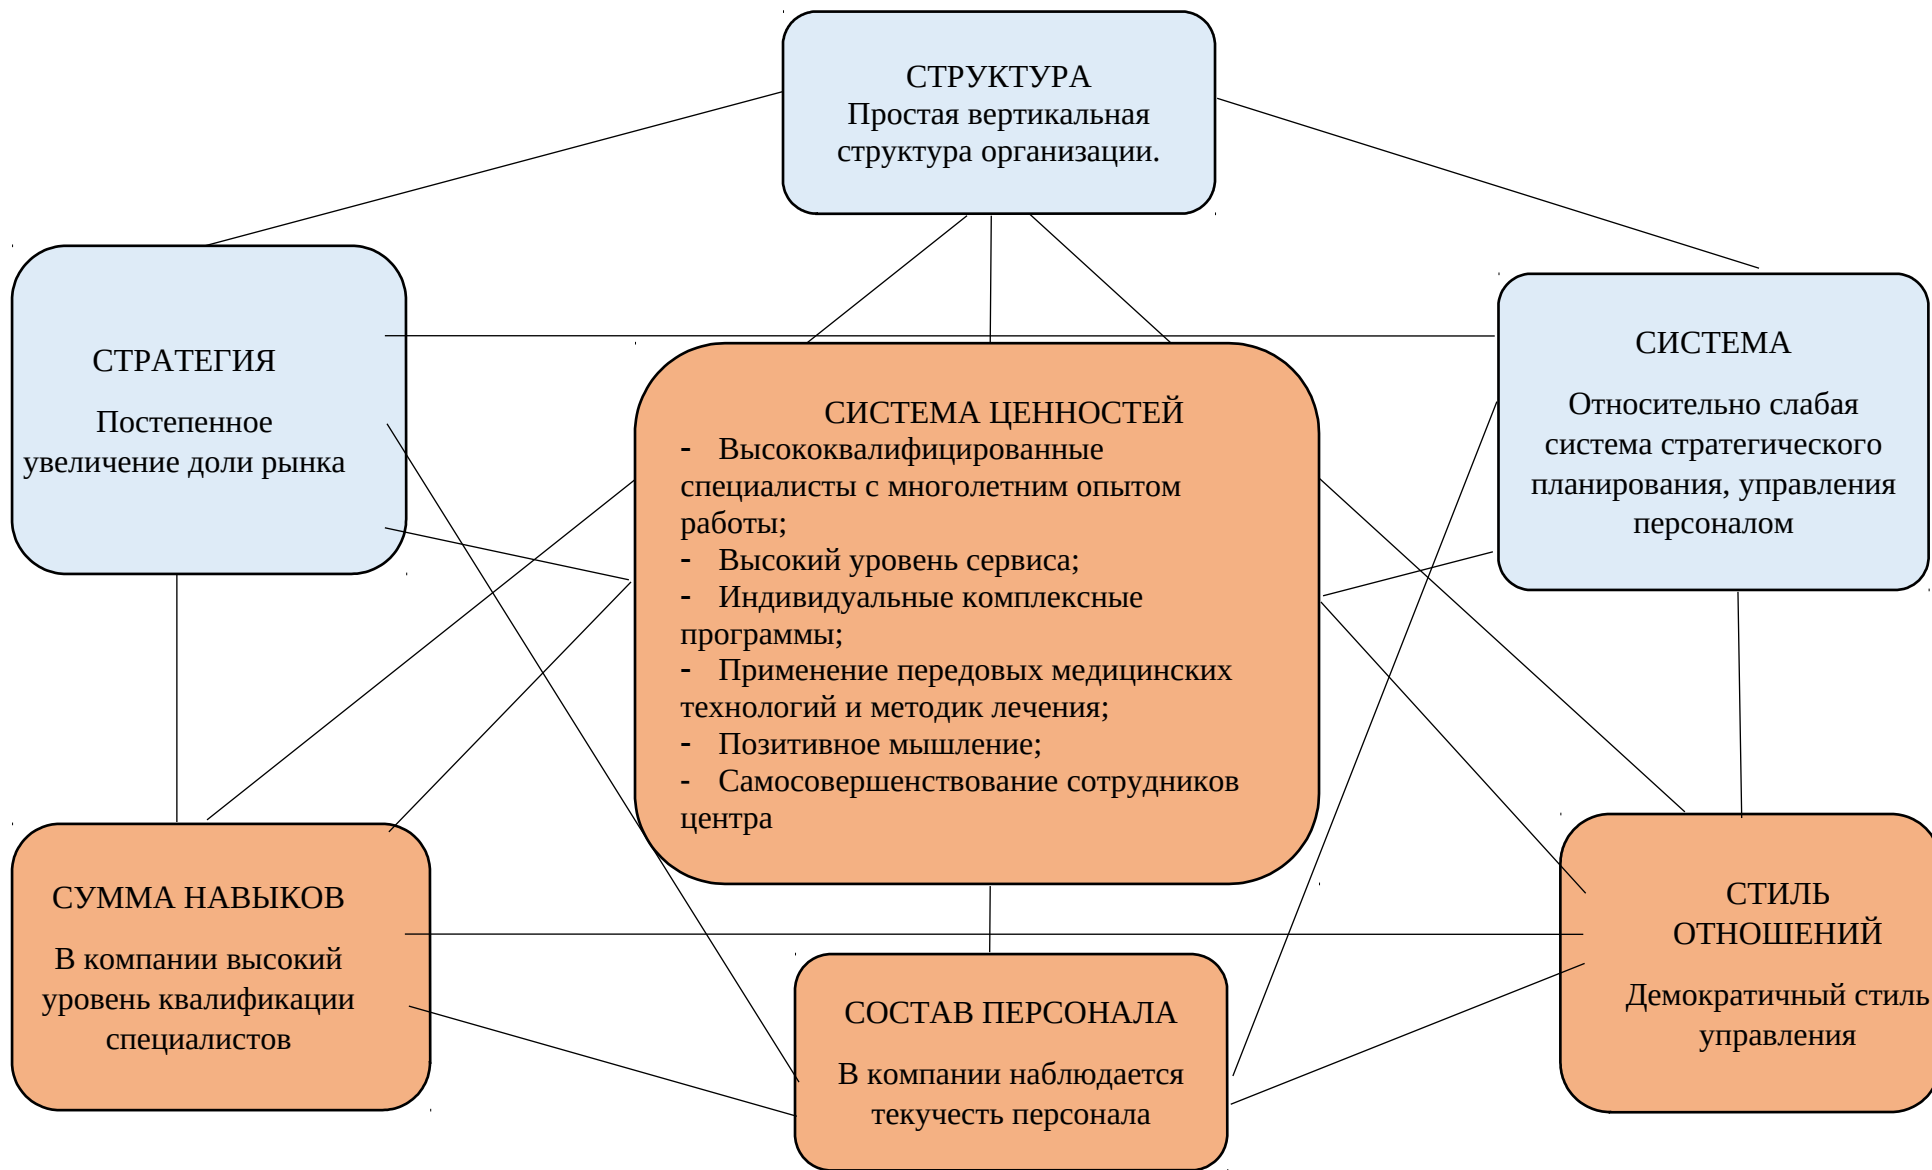 СТРУКТУРА
Простая вертикальная
структура организации.
СТРАТЕГИЯ
Постепенное
увеличение доли рынка
СИСТЕМА
Относительно слабая
система стратегического
планирования, управления
персоналом
СИСТЕМА ЦЕННОСТЕЙ
- Высококвалифицированные
специалисты с многолетним опытом
работы;
- Высокий уровень сервиса;
- Индивидуальные комплексные
программы;
- Применение передовых медицинских
технологий и методик лечения;
- Позитивное мышление;
- Самосовершенствование сотрудников
центра
СУММА НАВЫКОВ
В компании высокий
уровень квалификации
специалистов
СОСТАВ ПЕРСОНАЛА
В компании наблюдается
текучесть персонала
СТИЛЬ
ОТНОШЕНИЙ
Демократичный стиль
управления